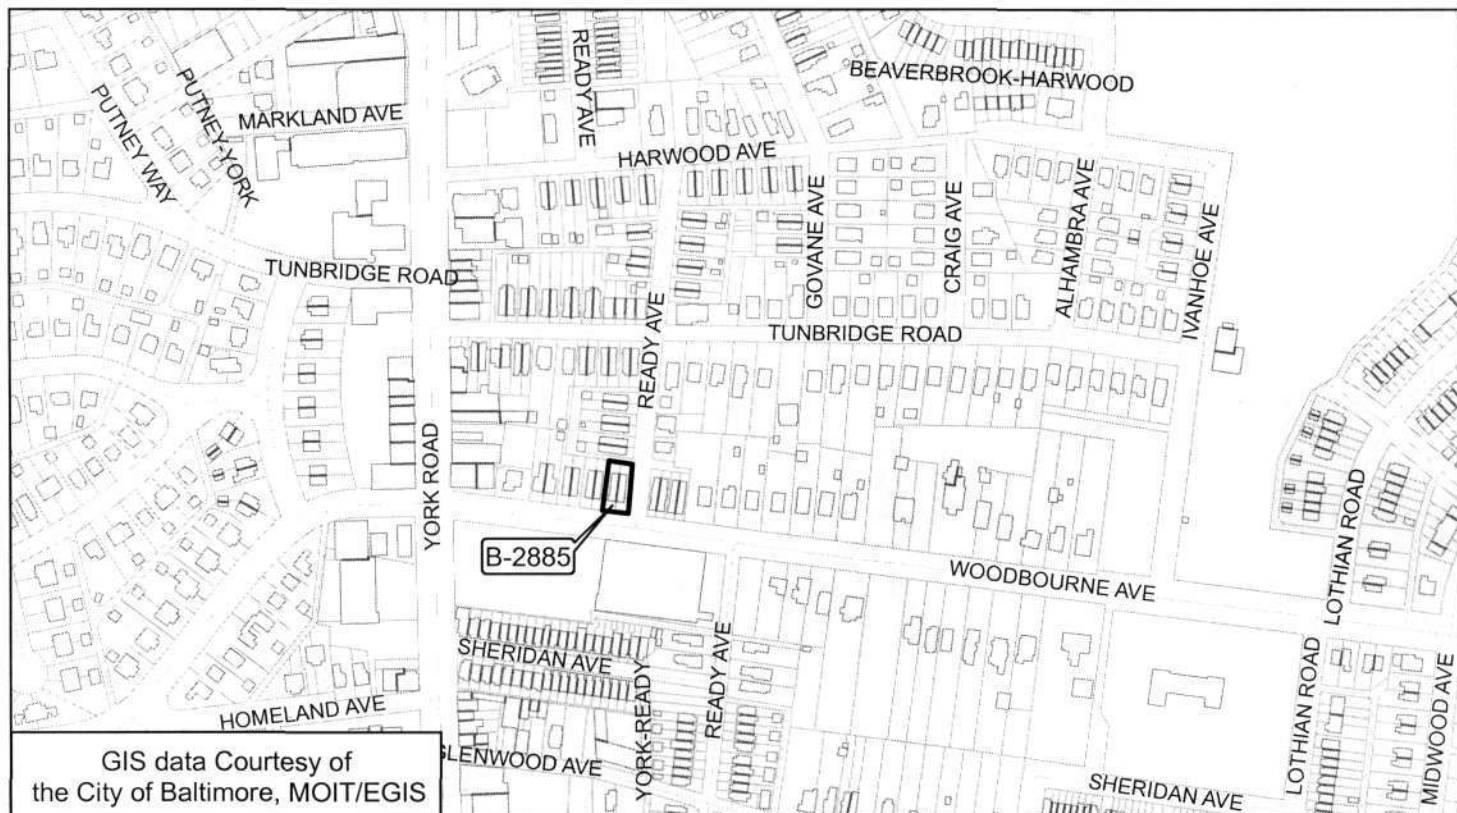 READY AVE
BEAVERBROOK-HARWOOD
PUTNEY-YORK
PUTNEY WAY
MARKLAND AVE
HARWOOD AVE
GOVANE AVE
CRAIG AVE
ALHAMBRA AVE
IVANHOE AVE
TUNBRIDGE ROAD
TUNBRIDGE ROAD
READY AVE
YORK ROAD
B-2885
WOODBOURNE AVE
LOTHIAN ROAD
SHERIDAN AVE
READY AVE
YORK-READY
LOTHIAN ROAD
MIDWOOD AVE
HOMELAND AVE
GLENWOOD AVE
SHERIDAN AVE
GIS data Courtesy of
the City of Baltimore, MOIT/EGIS